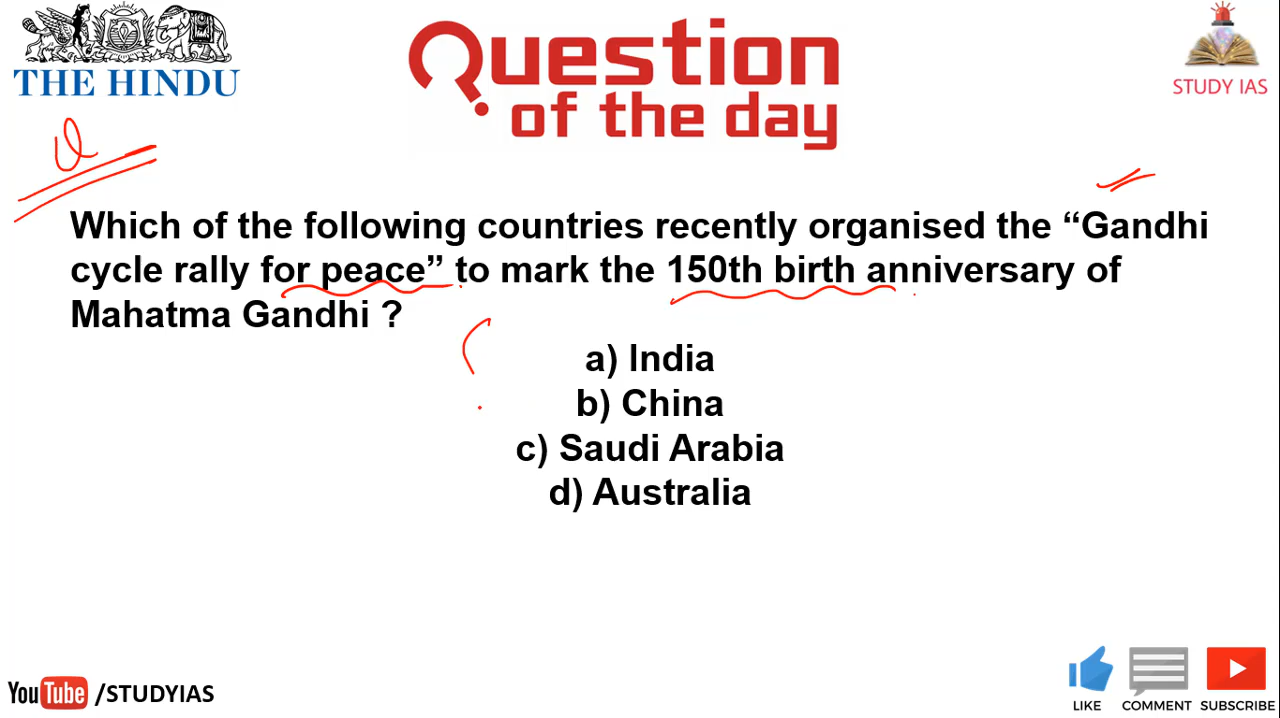 THE HINDU
Question
of the day
STUDY IAS
Q
Which of the following countries recently organised the “Gandhi
cycle rally for peace” to mark the 150th birth anniversary of
Mahatma Gandhi ?
a) India
b) China
c) Saudi Arabia
d) Australia
YouTube /STUDYIAS
LIKE COMMENT SUBSCRIBE